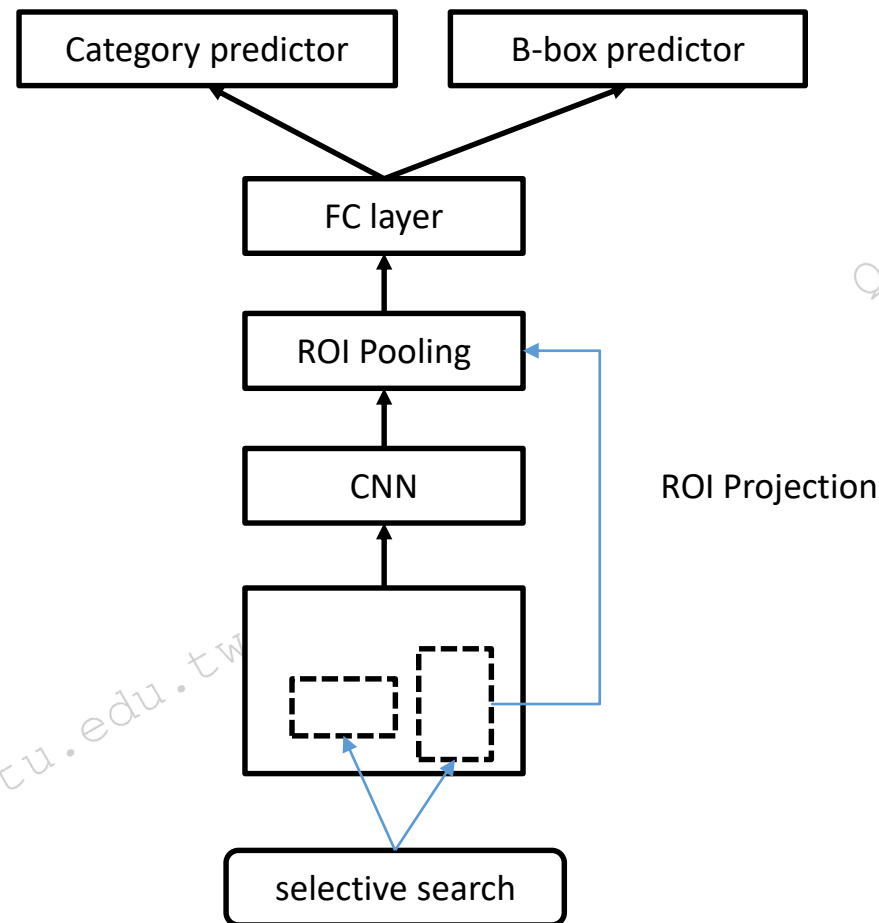 Category predictor
B-box predictor
FC layer
ROI Pooling
CNN
ROI Projection
tu.edu.tw
selective search